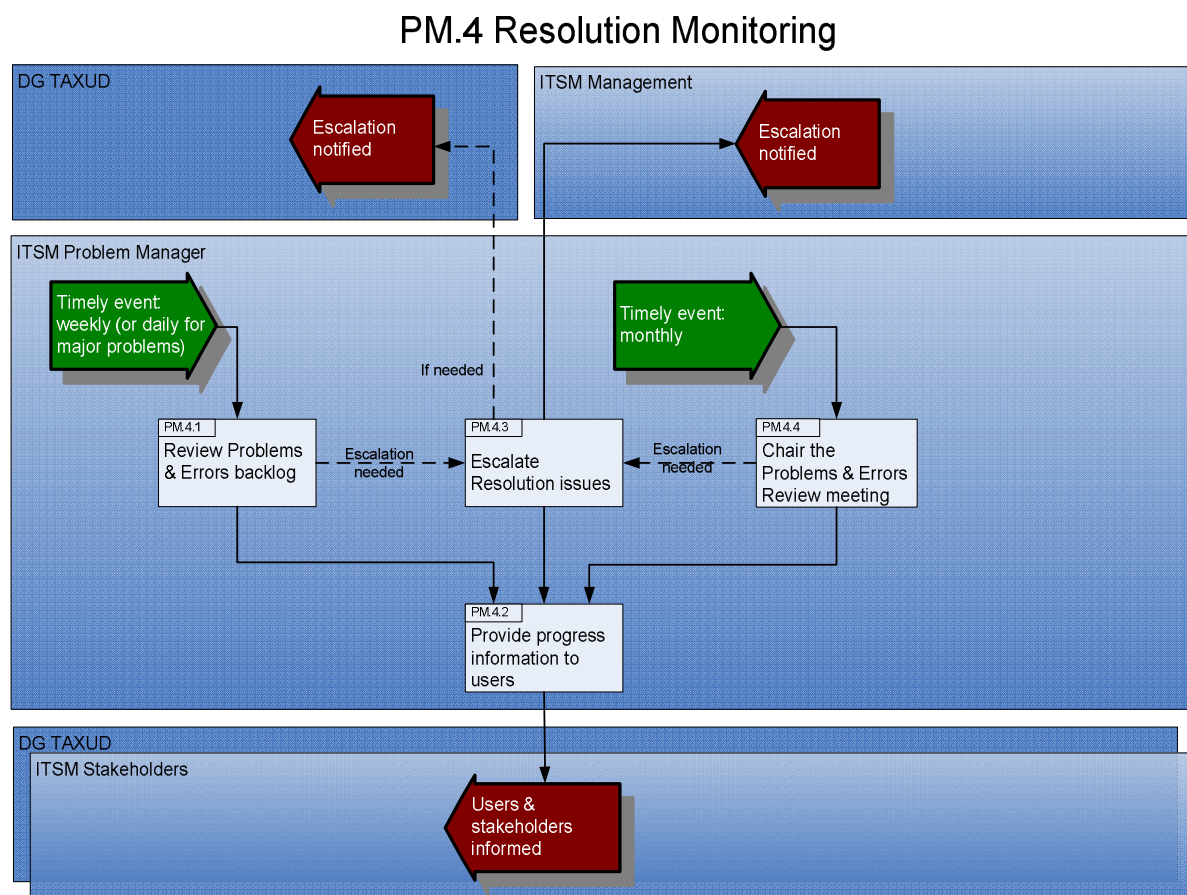 PM.4 Resolution Monitoring
DG TAXUD
Escalation
notified
ITSM Management
Escalation
notified
ITSM Problem Manager
Timely event:
weekly (or daily for
major problems)
Timely event:
monthly
If needed
PM.4.1
Review Problems
& Errors backlog
Escalation
needed
PM.4.3
Escalate
Resolution issues
Escalation
needed
PM.4.4
Chair the
Problems & Errors
Review meeting
PM.4.2
Provide progress
information to
users
DG TAXUD
ITSM Stakeholders
Users &
stakeholders
informed